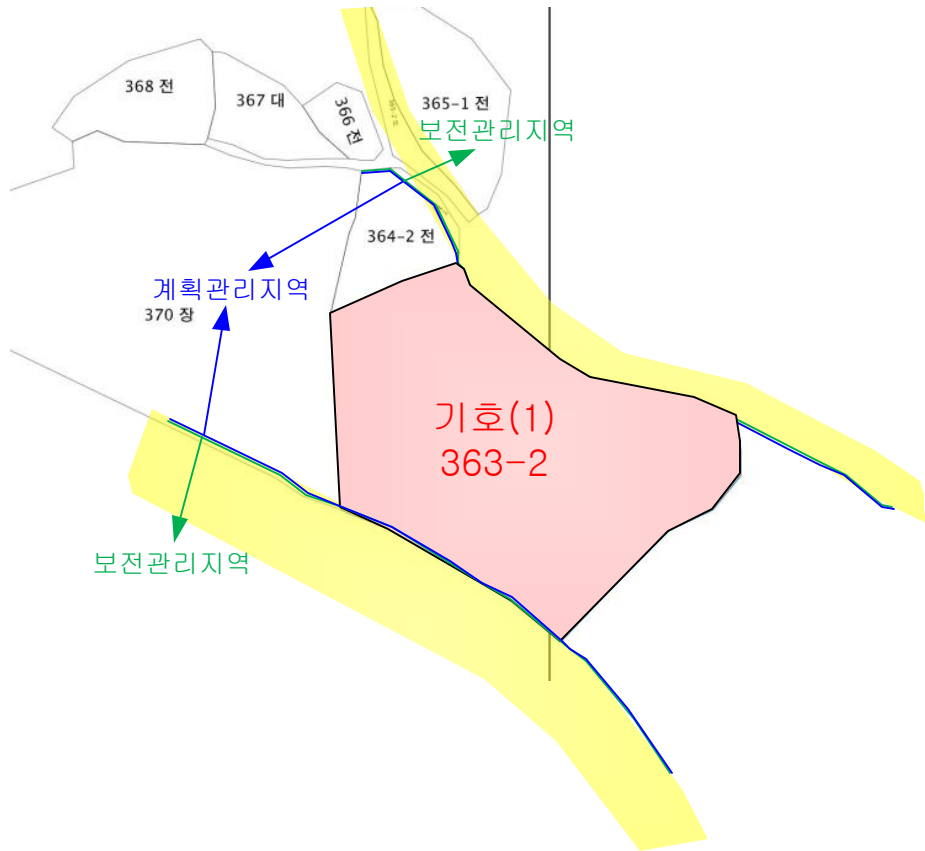 368 전
367 대
366 전
365-1 전
보전관리지역
364-2 전
계획관리지역
370 장
기호(1)
363-2
보전관리지역